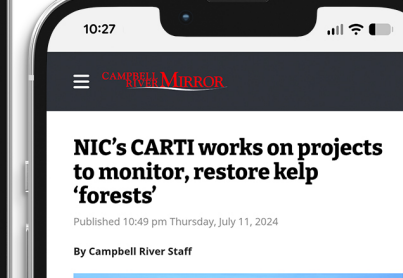 10:27
CAMPBELL RIVER MIRROR
NIC’s CARTI works on projects
to monitor, restore kelp
‘forests’
Published 10:49 pm Thursday, July 11, 2024
By Campbell River Staff